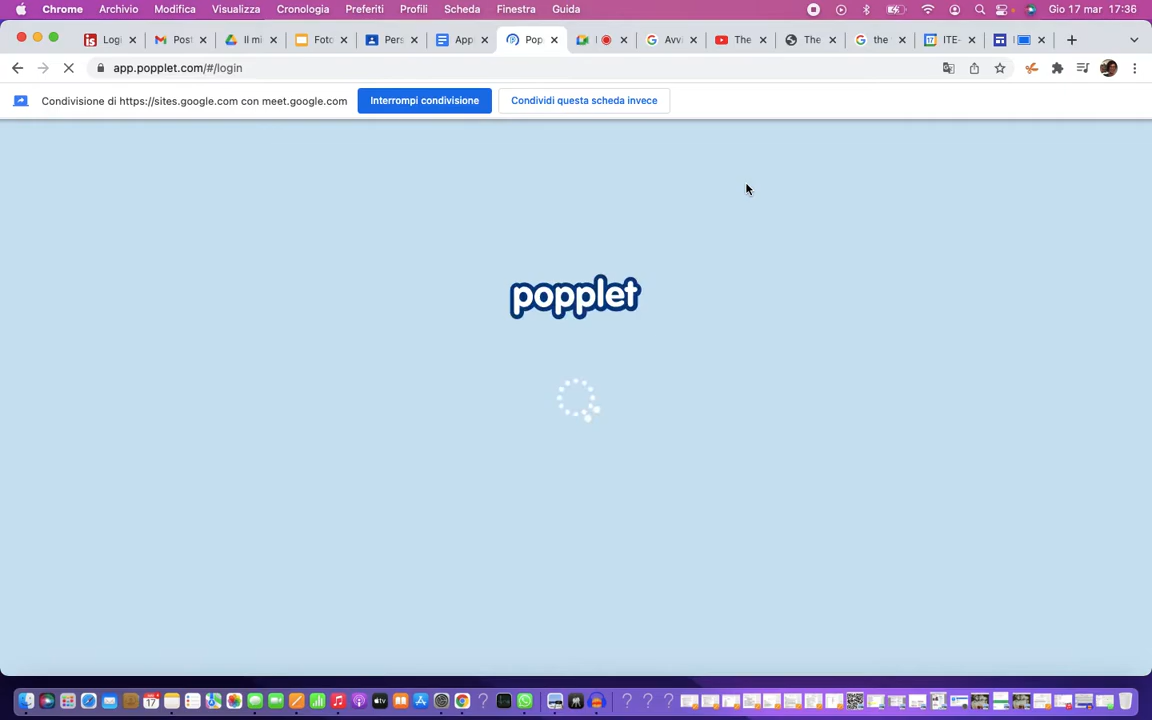 Chrome Archivio Modifica Visualizza Cronologia Preferiti Profili Scheda Finestra Guida Gio 17 mar 17:36
Logi Post Il mi Foto Pers App Pop Avvi The The the ITE-
app.popplet.com/#/login
Condivisione di https://sites.google.com con meet.google.com Interrompi condivisione Condividi questa scheda invece
popplet